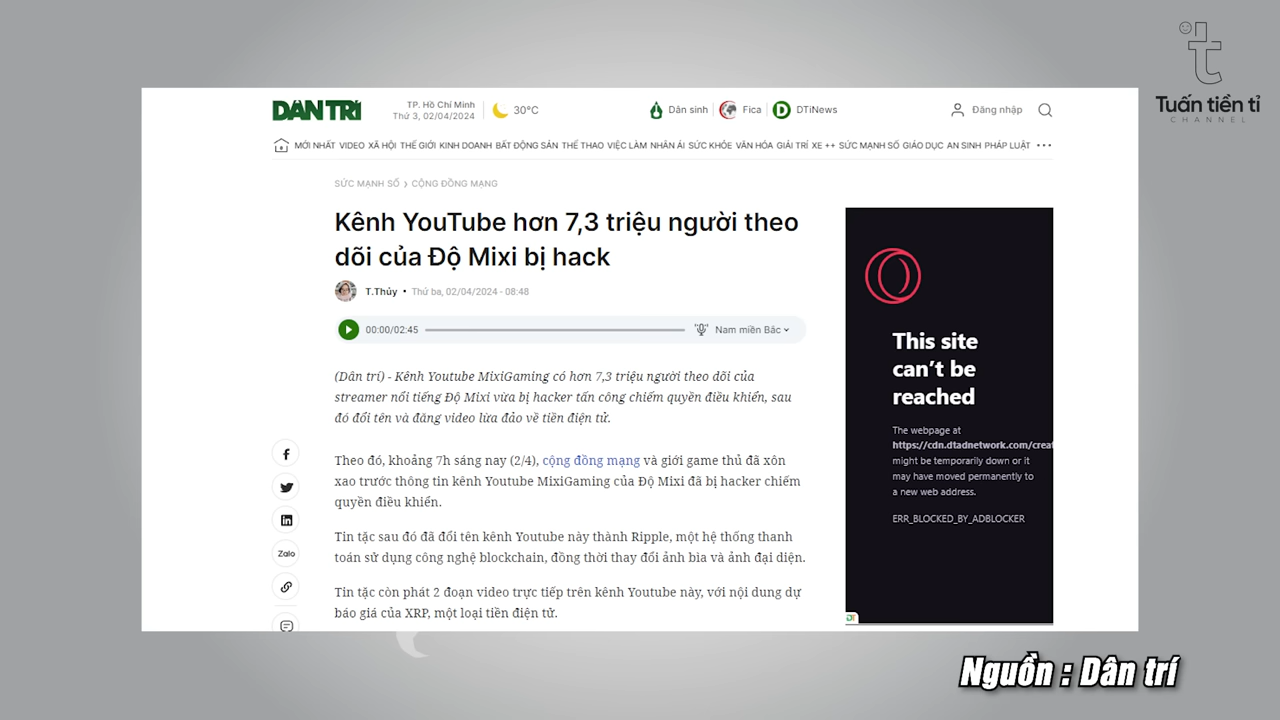 Tuấn tiền tỉ
CHANNEL
DÂN TRÍ
TP. Hồ Chí Minh
Thứ 3, 02/04/2024
30°C
Dân sinh
Fica
DTiNews
Đăng nhập
MỚI NHẤT VIDEO XÃ HỘI THẾ GIỚI KINH DOANH BẤT ĐỘNG SẢN THỂ THAO VIỆC LÀM NHÂN ÁI SỨC KHỎE VĂN HÓA GIẢI TRÍ XE ++ SỨC MẠNH SỐ GIÁO DỤC AN SINH PHÁP LUẬT •••
SỨC MẠNH SỐ › CỘNG ĐỒNG MẠNG
Kênh YouTube hơn 7,3 triệu người theo
dõi của Độ Mixi bị hack
T.Thủy • Thứ ba, 02/04/2024 - 08:48
00:00/02:45
Nam miền Bắc
(Dân trí) - Kênh Youtube MixiGaming có hơn 7,3 triệu người theo dõi của
streamer nổi tiếng Độ Mixi vừa bị hacker tấn công chiếm quyền điều khiển, sau
đó đổi tên và đăng video lừa đảo về tiền điện tử.
Theo đó, khoảng 7h sáng nay (2/4), cộng đồng mạng và giới game thủ đã xôn
xao trước thông tin kênh Youtube MixiGaming của Độ Mixi đã bị hacker chiếm
quyền điều khiển.
Tin tặc sau đó đã đổi tên kênh Youtube này thành Ripple, một hệ thống thanh
toán sử dụng công nghệ blockchain, đồng thời thay đổi ảnh bìa và ảnh đại diện.
Tin tặc còn phát 2 đoạn video trực tiếp trên kênh Youtube này, với nội dung dự
báo giá của XRP, một loại tiền điện tử.
Zalo
This site
can't be
reached
The webpage at
https://cdn.dtadnetwork.com/creat
might be temporarily down or it
may have moved permanently to
a new web address.
ERR_BLOCKED_BY_ADBLOCKER
Nguồn : Dân trí